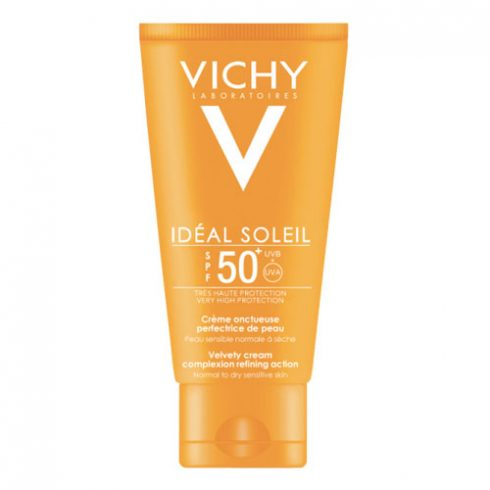 VICHY
LABORATOIRES
V
IDÉAL SOLEIL
SPF 50+ UVB + UVA
TRÈS HAUTE PROTECTION
VERY HIGH PROTECTION
Crème onctueuse
perfectrice de peau
Peau sensible normale à sèche
Velvety cream
complexion refining action
Normal to dry sensitive skin